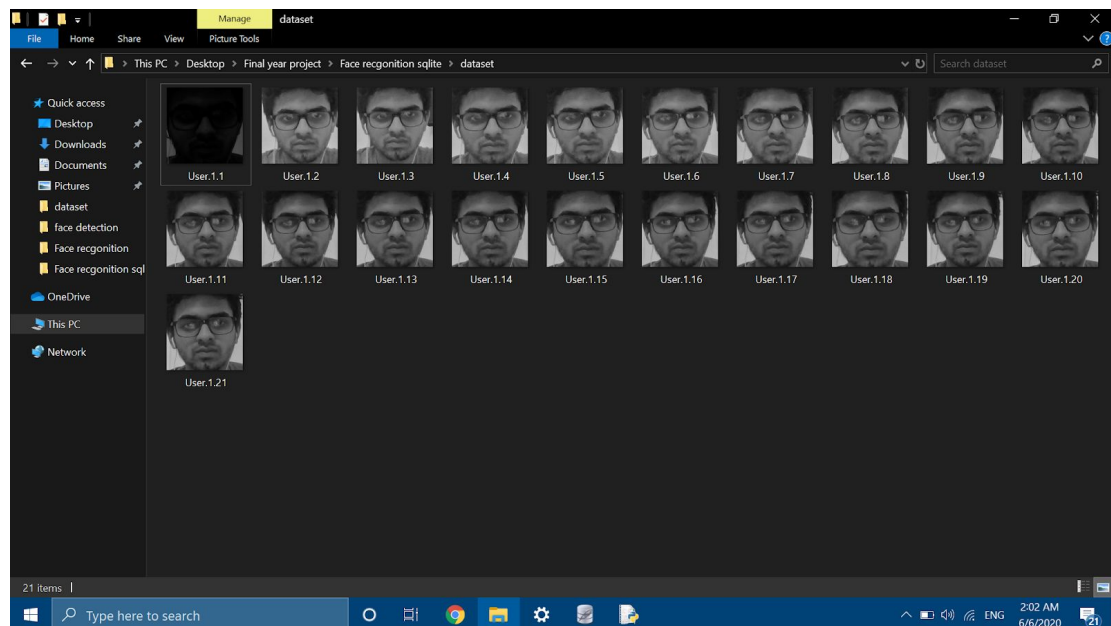 Manage dataset
File Home Share View Picture Tools
This PC > Desktop > Final year project > Face recgonition sqlite > dataset
Search dataset
Quick access
Desktop
Downloads
Documents
Pictures
dataset
face detection
Face recgonition
Face recgonition sql
OneDrive
This PC
Network
User.1.1 User.1.2 User.1.3 User.1.4 User.1.5 User.1.6 User.1.7 User.1.8 User.1.9 User.1.10
User.1.11 User.1.12 User.1.13 User.1.14 User.1.15 User.1.16 User.1.17 User.1.18 User.1.19 User.1.20
User.1.21
21 items
Type here to search
ENG
2:02 AM
6/6/2020
21